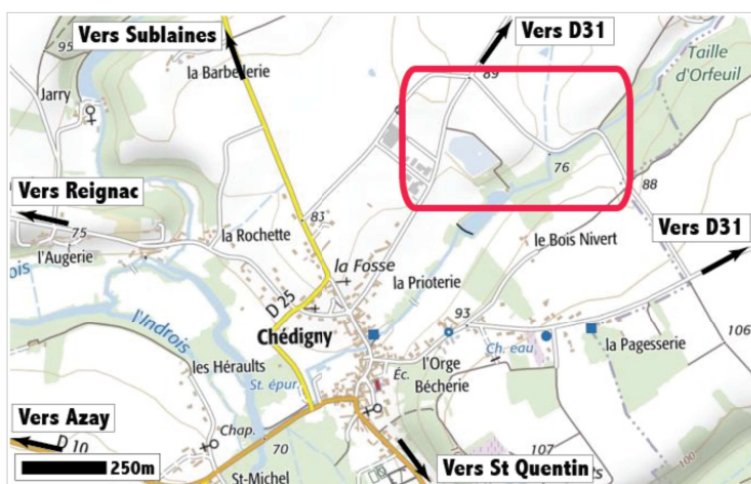 Vers D31
95
Vers Sublaines
la Barbellerie
89
Taille
d'Orfeuil
Jarry
76
88
Vers Reignac
83
75
la Rochette
le Bois Nivert
Vers D31
l'Augerie
la Fosse
la Prioterie
D 25
93
l'Indrois
Chédigny
106
la Pagesserie
les Héraults
l'Orge
Ch. eau
St. épur.
Éc.
Bècherie
Vers Azay
Chap.
D 10
70
107
100
250m
St-Michel
Vers St Quentin